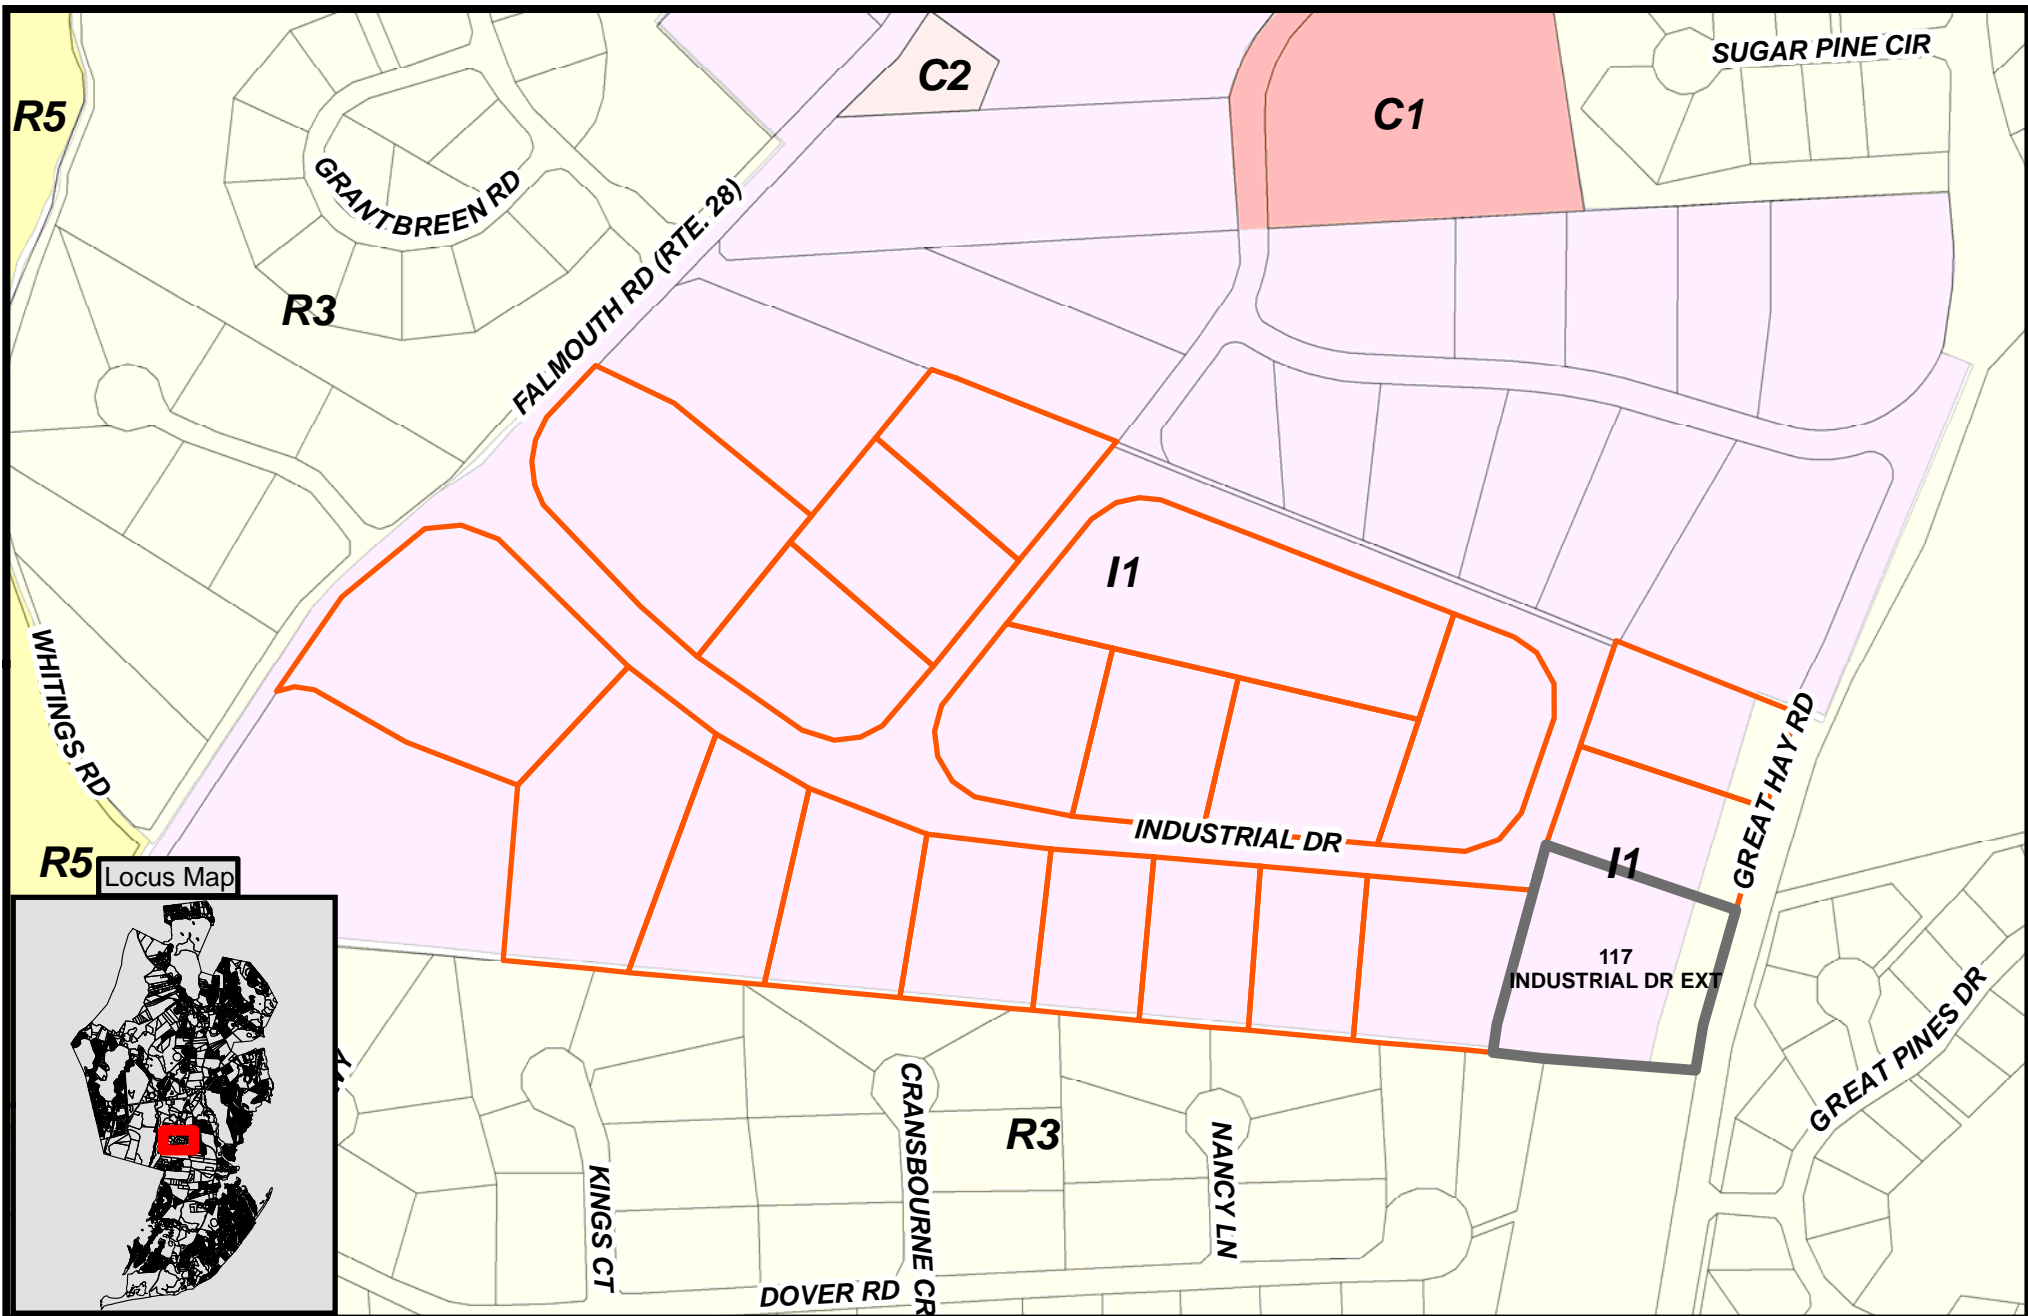 SUGAR PINE CIR
C2
R5
C1
GRANTBREEN RD
FALMOUTH RD (RTE. 28)
R3
I1
WHITINGS RD
GREAT HAY RD
INDUSTRIAL DR
R5
I1
Locus Map
117
INDUSTRIAL DR EXT
GREAT PINES DR
CRANSBOURNE CR
R3
NANCY LN
KINGS CT
DOVER RD